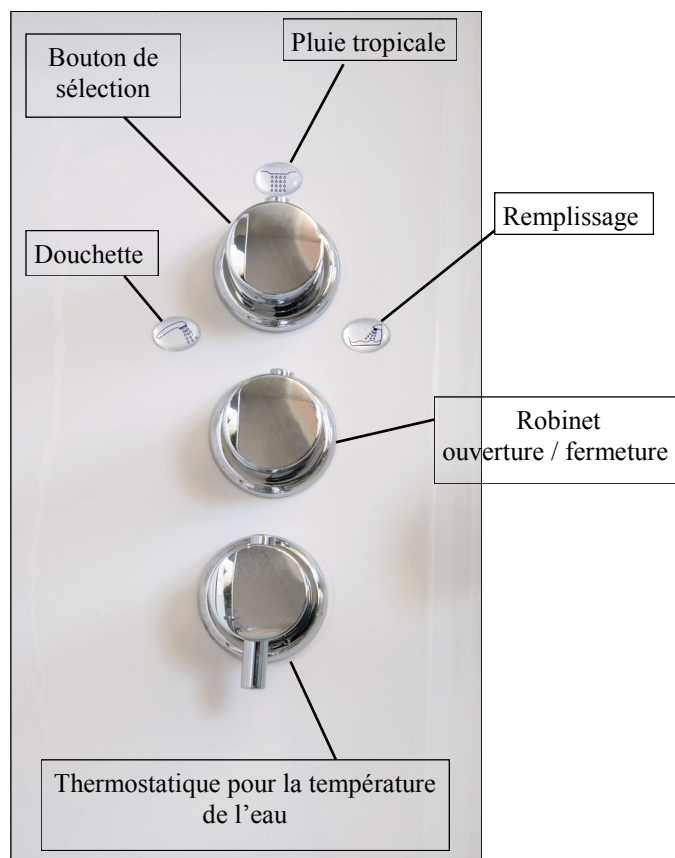 Pluie tropicale
Bouton de
sélection
Remplissage
Douchette
Robinet
ouverture / fermeture
Thermostatique pour la température
de l’eau